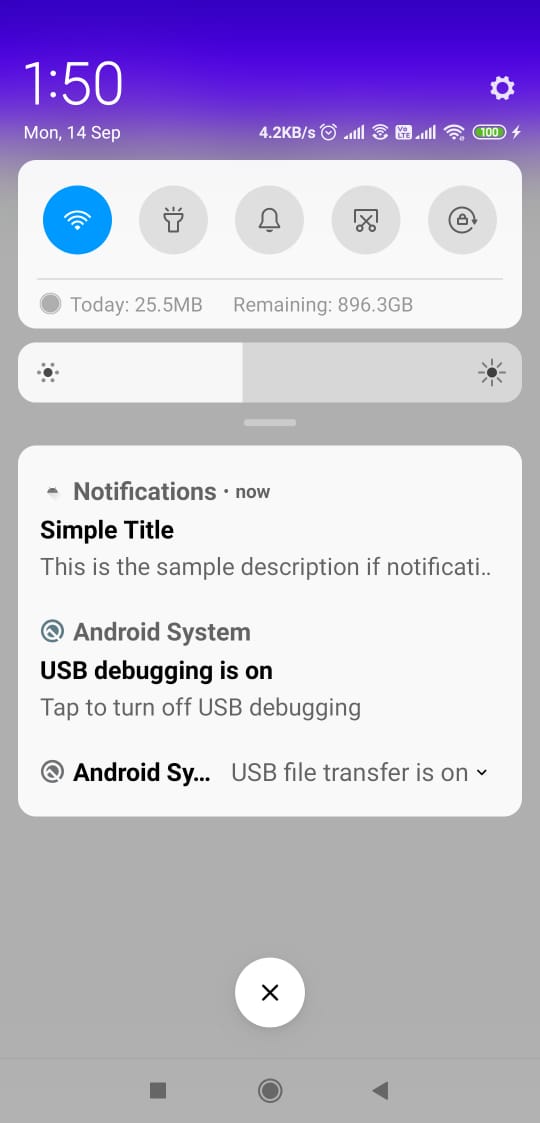 1:50
Mon, 14 Sep
4.2KB/s Vo LTE 100
Today: 25.5MB Remaining: 896.3GB
Notifications · now
Simple Title
This is the sample description if notificati..
Android System
USB debugging is on
Tap to turn off USB debugging
Android Sy... USB file transfer is on